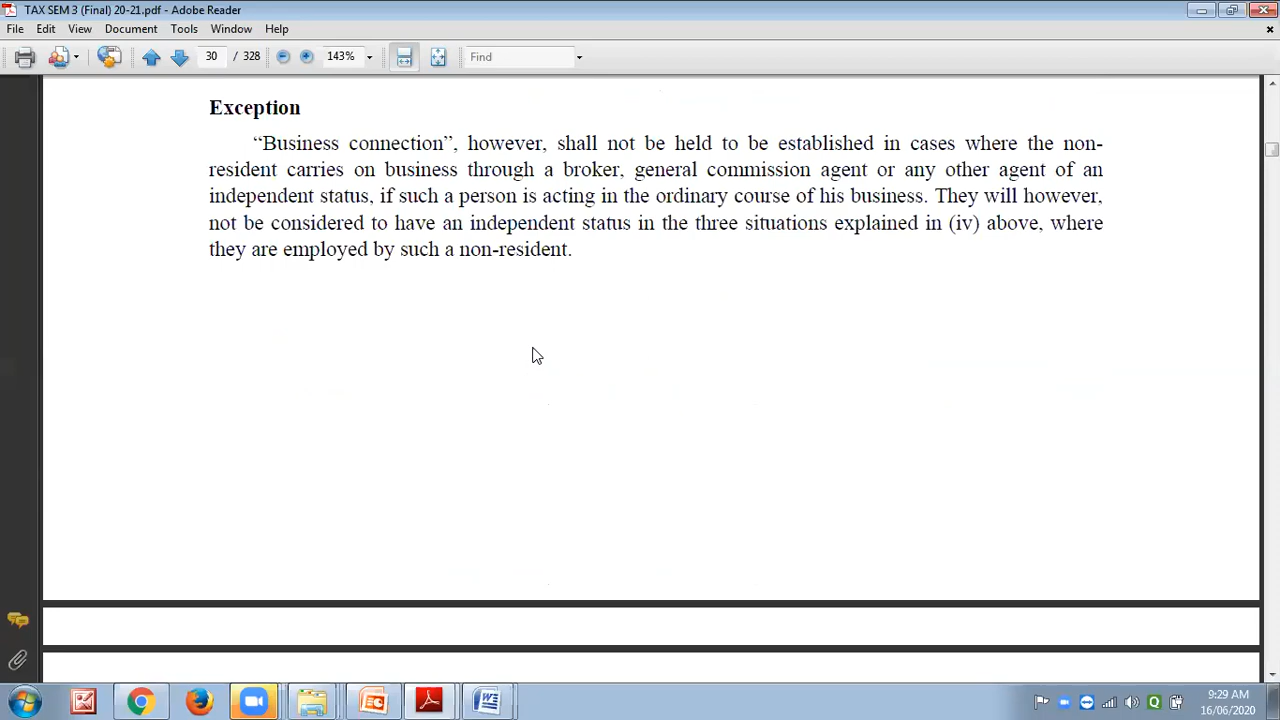 TAX SEM 3 (Final) 20-21.pdf - Adobe Reader
File Edit View Document Tools Window Help
30 / 328 143% Find
Exception
“Business connection”, however, shall not be held to be established in cases where the non-
resident carries on business through a broker, general commission agent or any other agent of an
independent status, if such a person is acting in the ordinary course of his business. They will however,
not be considered to have an independent status in the three situations explained in (iv) above, where
they are employed by such a non-resident.
9:29 AM
16/06/2020